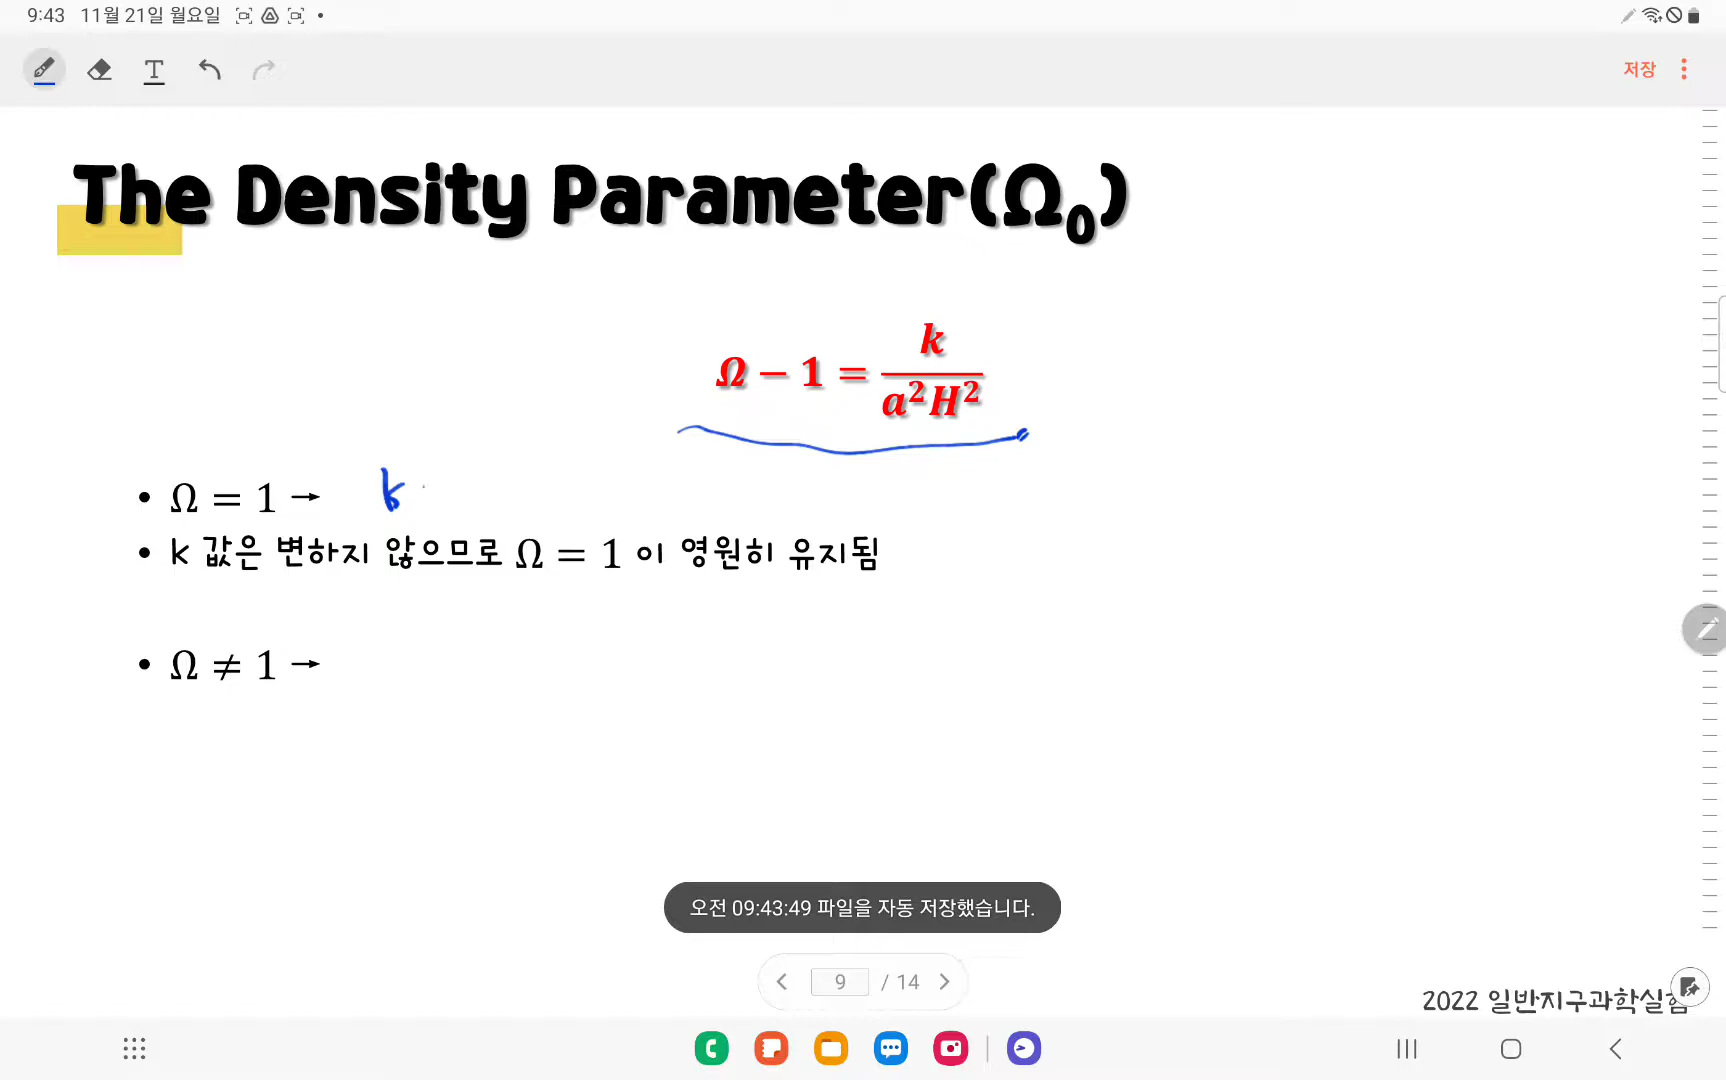 9:43 11월 21일 월요일
저장
The Density Parameter(Ω₀)
Ω − 1 = k / a²H²
• Ω = 1 → k
• k 값은 변하지 않으므로 Ω = 1 이 영원히 유지됨
• Ω ≠ 1 →
오전 09:43:49 파일을 자동 저장했습니다.
9 / 14
2022 일반지구과학실험